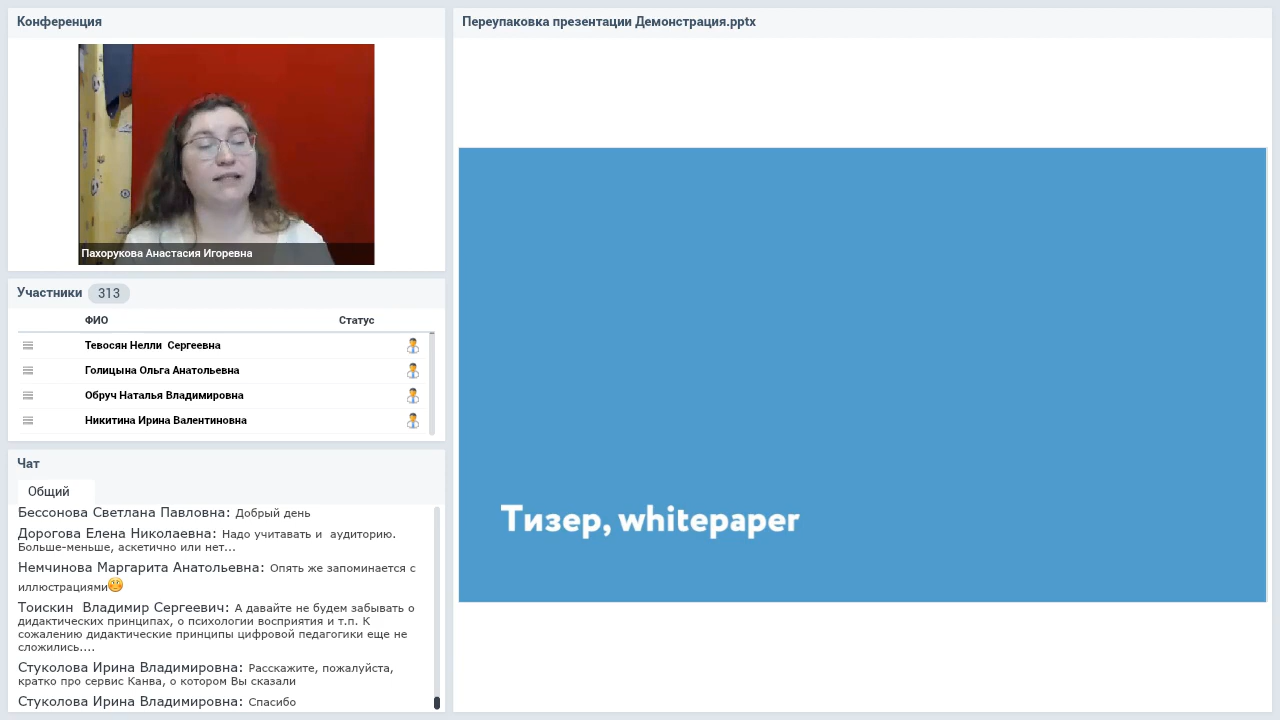 Конференция
Пахорукова Анастасия Игоревна
Участники 313
ФИО Статус
Тевосян Нелли Сергеевна
Голицына Ольга Анатольевна
Обруч Наталья Владимировна
Никитина Ирина Валентиновна
Чат
Общий
Бессонова Светлана Павловна: Добрый день
Дорогова Елена Николаевна: Надо учитавать и аудиторию.
Больше-меньше, аскетично или нет...
Немчинова Маргарита Анатольевна: Опять же запоминается с
иллюстрациями
Тоискин Владимир Сергеевич: А давайте не будем забывать о
дидактических принципах, о психологии восприятия и т.п. К
сожалению дидактические принципы цифровой педагогики еще не
сложились....
Стуколова Ирина Владимировна: Расскажите, пожалуйста,
кратко про сервис Канва, о котором Вы сказали
Стуколова Ирина Владимировна: Спасибо
Переупаковка презентации Демонстрация.pptx
Тизер, whitepaper